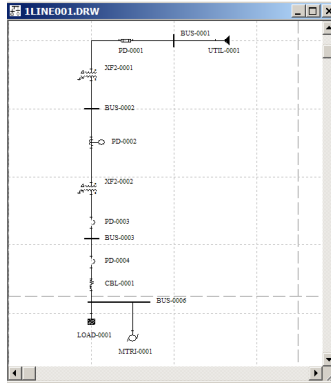 1LINE001.DRW
BUS-0001
PD-0001
UTIL-0001
XF2-0001
BUS-0002
PD-0002
XF2-0002
PD-0003
BUS-0003
PD-0004
CBL-0001
BUS-0006
LOAD-0001
MTRI-0001